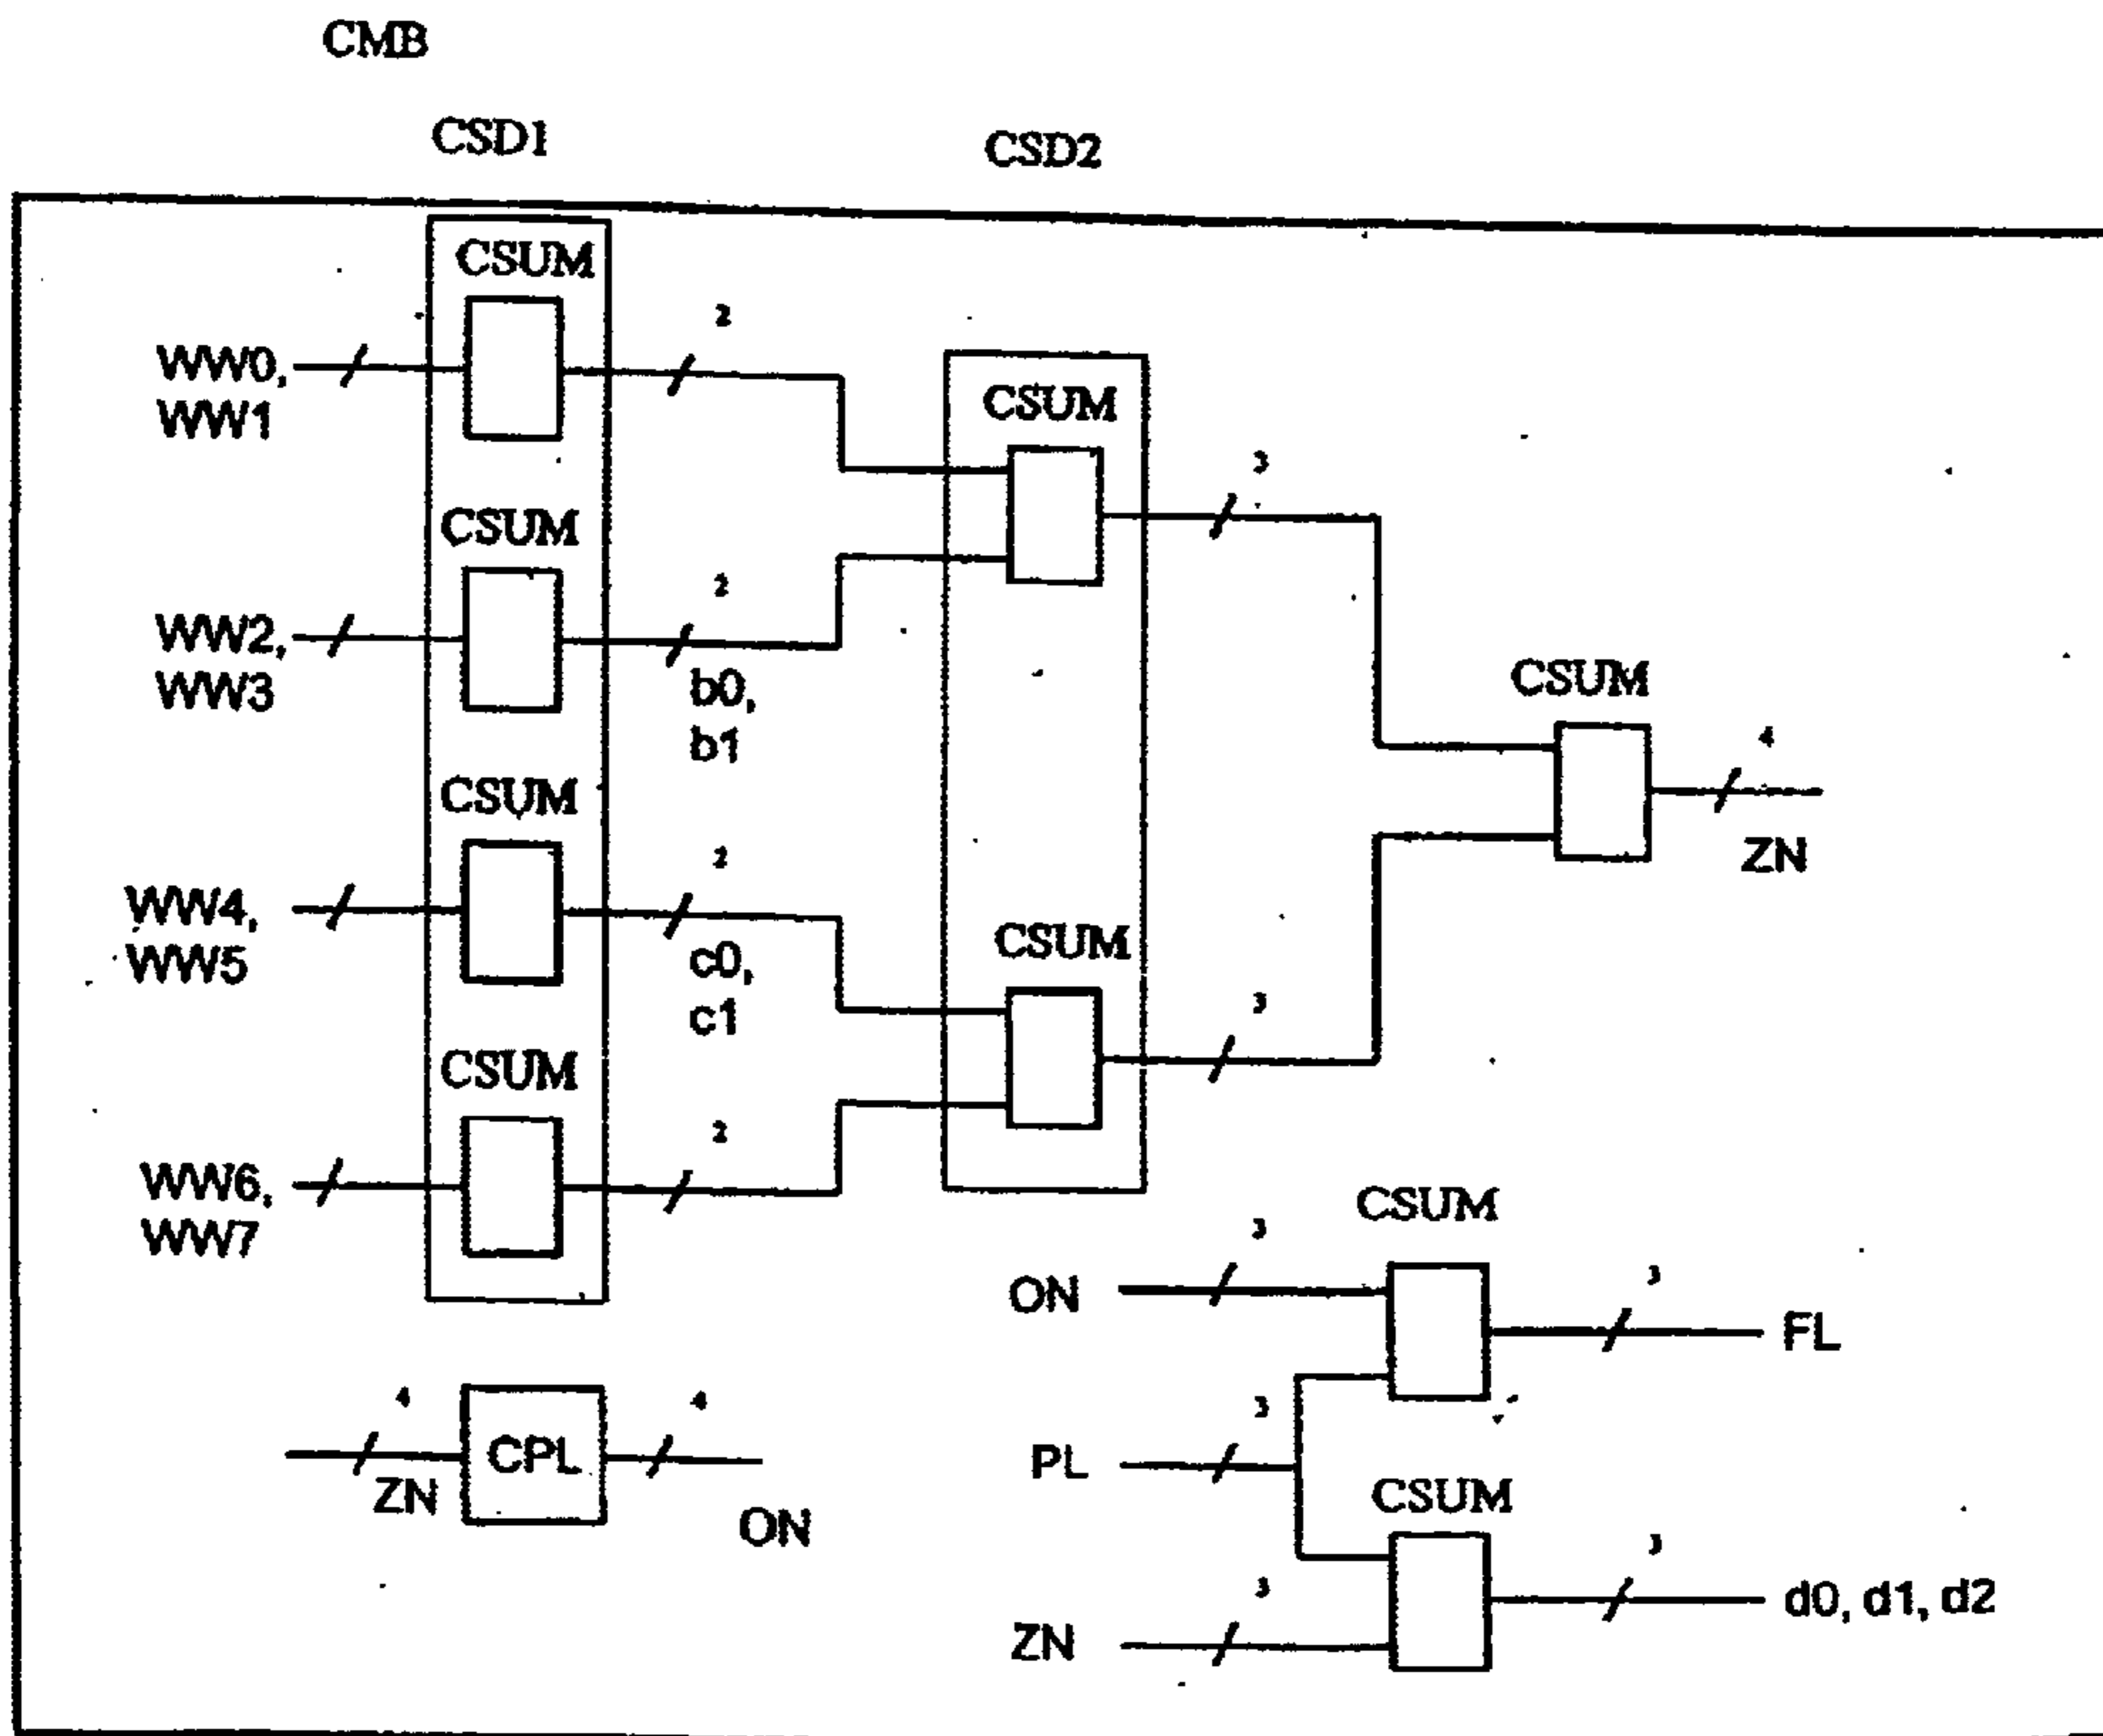 CMB
CSD1
CSD2
CSUM
2
WW0,
WW1
CSUM
3
CSUM
2
WW2,
WW3
b0,
b1
CSUM
4
ZN
CSUM
2
WW4,
WW5
c0,
c1
CSUM
3
CSUM
2
WW6,
WW7
CSUM
3
ON
3
FL
4
CPL
4
ZN
ON
3
PL
CSUM
3
ZN
3
d0, d1, d2